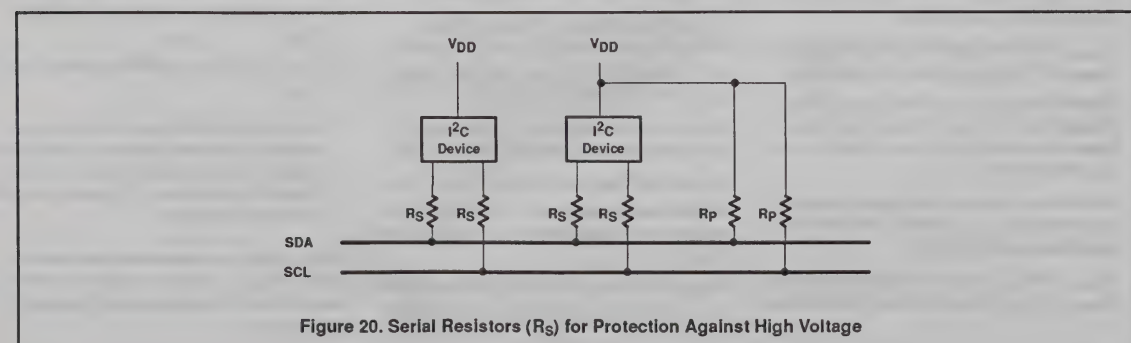 VDD VDD
I²C Device I²C Device
RS RS RS RS RP RP
SDA
SCL
Figure 20. Serial Resistors (RS) for Protection Against High Voltage